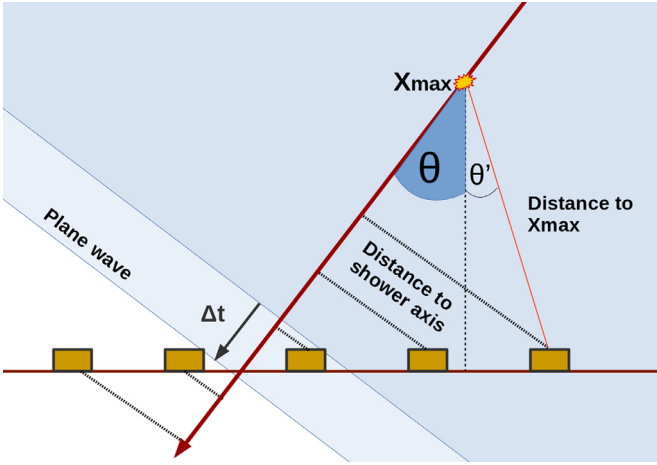 Xmax
θ
θ'
Distance to
Xmax
Distance to
shower axis
Plane wave
Δt